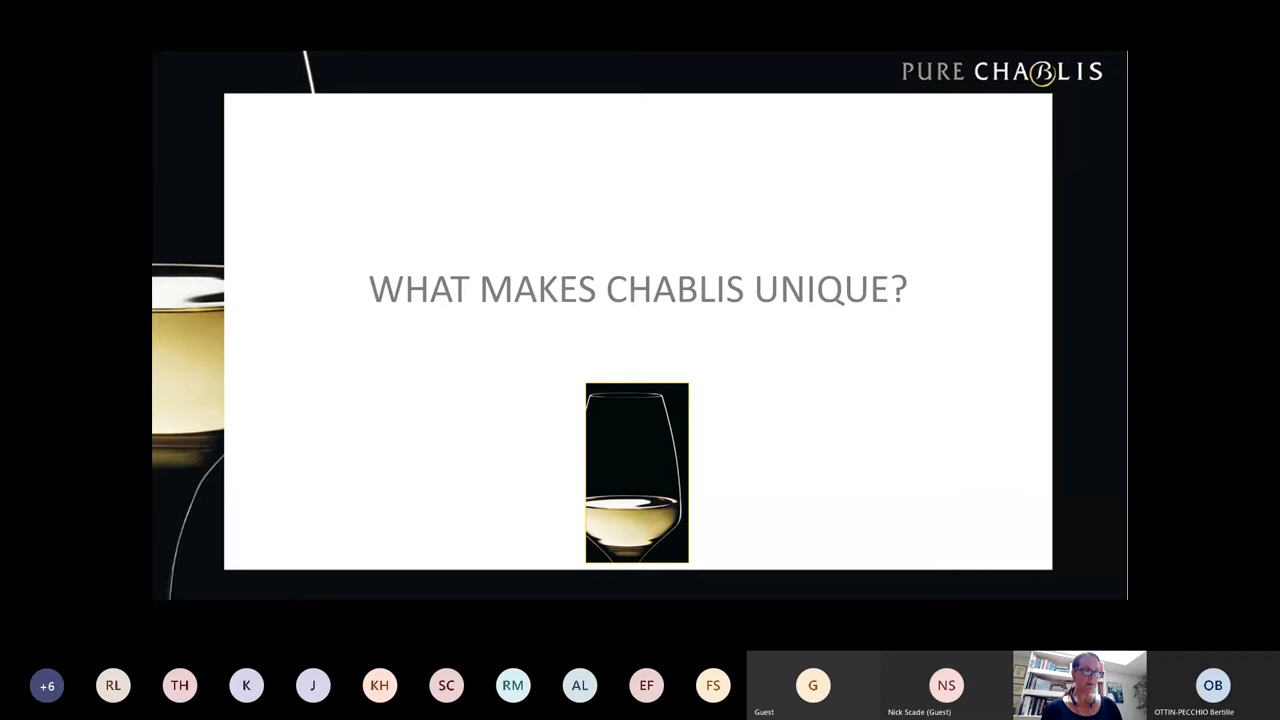 PURE CHABLIS
WHAT MAKES CHABLIS UNIQUE?
+6
RL
TH
K
J
KH
SC
RM
AL
EF
FS
G
NS
OB
Guest
Nick Scade (Guest)
OTTIN-PECCHIO Bertille